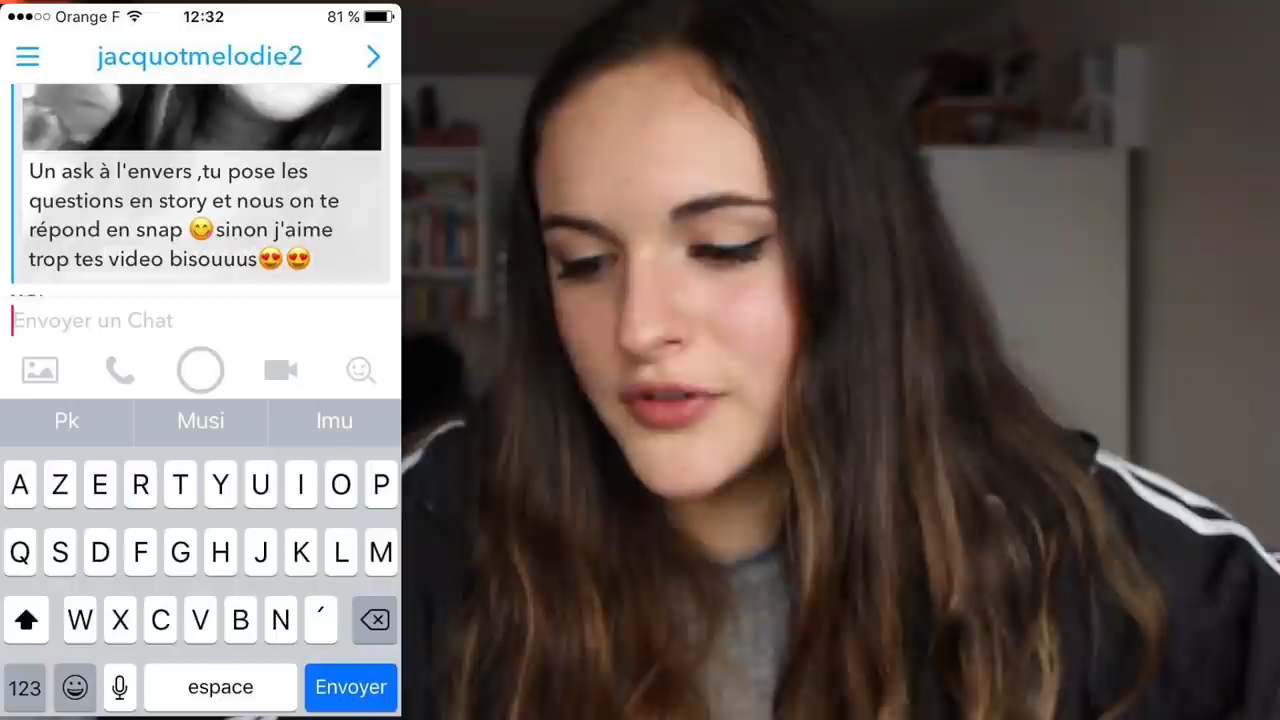 Orange F 12:32 81 %
jacquotmelodie2
Un ask à l'envers ,tu pose les
questions en story et nous on te
répond en snap 😋sinon j'aime
trop tes video bisouuus😍😍
Envoyer un Chat
Pk Musi Imu
A Z E R T Y U I O P
Q S D F G H J K L M
W X C V B N ´
123 espace Envoyer